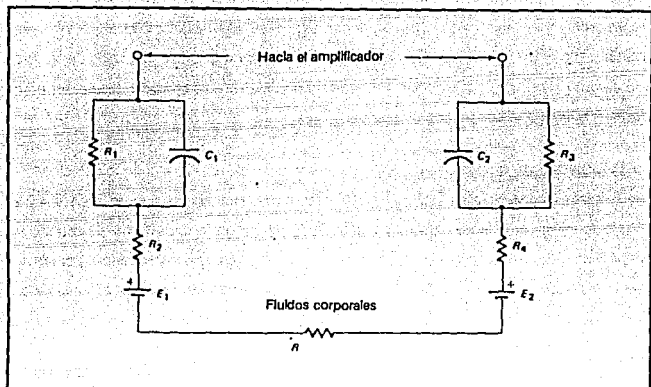 Hacia el amplificador
R₁
C₁
C₂
R₃
R₂
R₄
+
E₁
+
E₂
Fluidos corporales
R